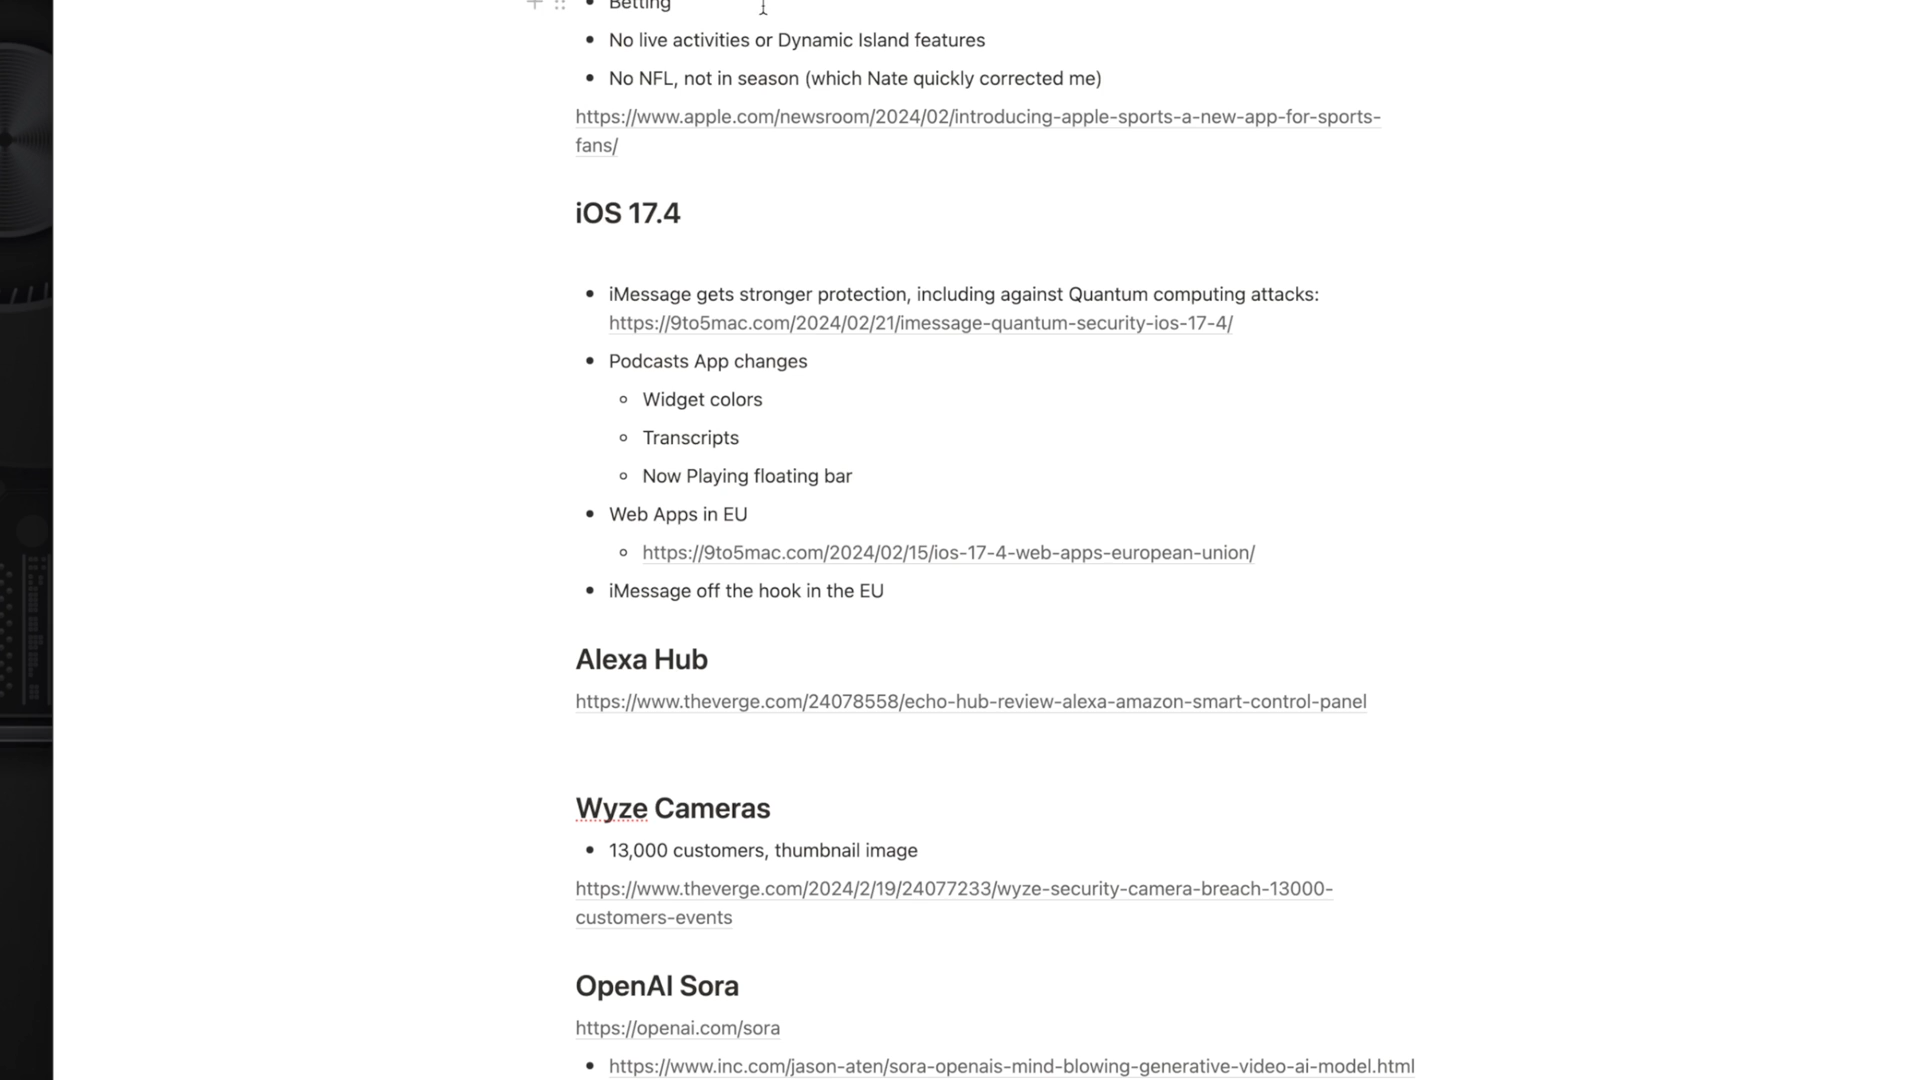 Betting
No live activities or Dynamic Island features
No NFL, not in season (which Nate quickly corrected me)
https://www.apple.com/newsroom/2024/02/introducing-apple-sports-a-new-app-for-sports-
fans/
iOS 17.4
iMessage gets stronger protection, including against Quantum computing attacks:
https://9to5mac.com/2024/02/21/imessage-quantum-security-ios-17-4/
Podcasts App changes
Widget colors
Transcripts
Now Playing floating bar
Web Apps in EU
https://9to5mac.com/2024/02/15/ios-17-4-web-apps-european-union/
iMessage off the hook in the EU
Alexa Hub
https://www.theverge.com/24078558/echo-hub-review-alexa-amazon-smart-control-panel
Wyze Cameras
13,000 customers, thumbnail image
https://www.theverge.com/2024/2/19/24077233/wyze-security-camera-breach-13000-
customers-events
OpenAI Sora
https://openai.com/sora
https://www.inc.com/jason-aten/sora-openais-mind-blowing-generative-video-ai-model.html